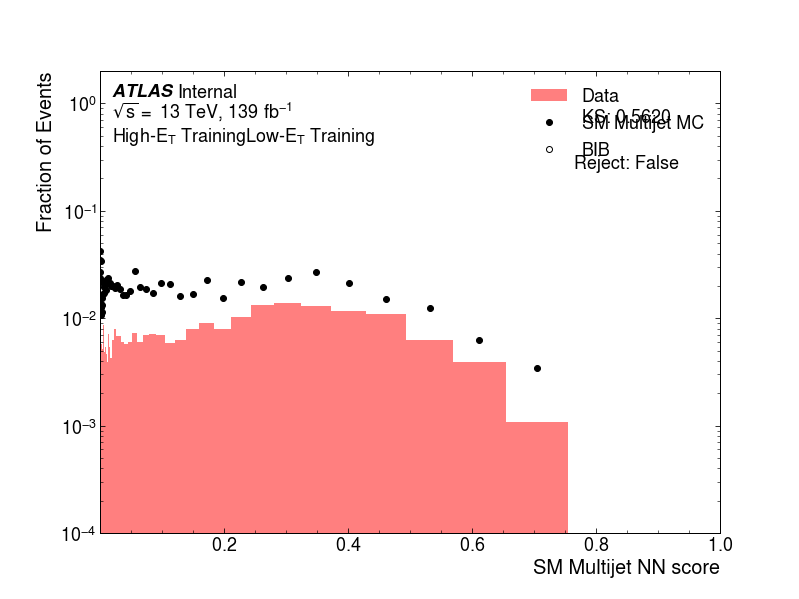 ATLAS Internal
√s = 13 TeV, 139 fb⁻¹
High-E_T TrainingLow-E_T Training
Data
KS: 0.5620
SM Multijet MC
BIB
Reject: False
Fraction of Events
10⁰
10⁻¹
10⁻²
10⁻³
10⁻⁴
0.2 0.4 0.6 0.8 1.0
SM Multijet NN score